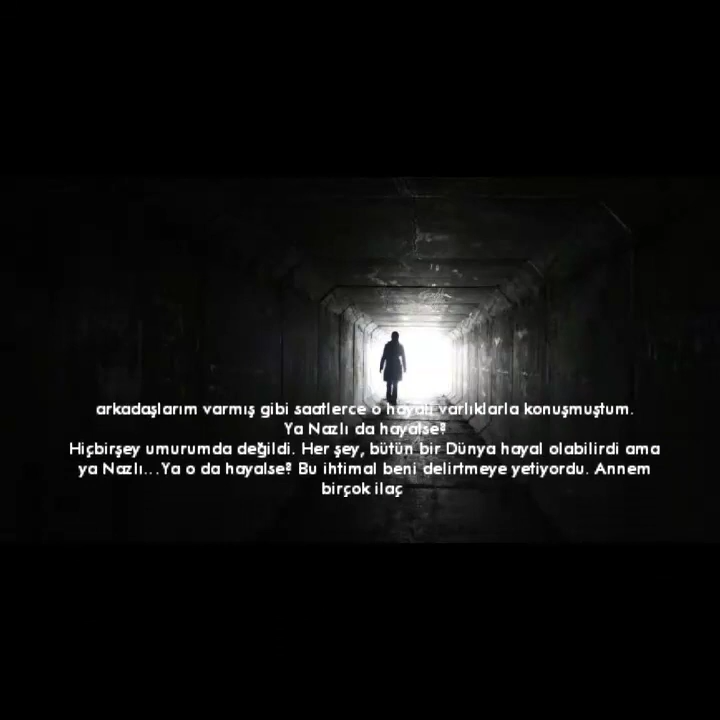 arkadaşlarım varmış gibi saatlerce o hayali varlıklarla konuşmuştum.
Ya Nazlı da hayalse?
Hiçbirşey umurumda değildi. Her şey, bütün bir Dünya hayal olabilirdi ama
ya Nazlı...Ya o da hayalse? Bu ihtimal beni delirtmeye yetiyordu. Annem
birçok ilaç